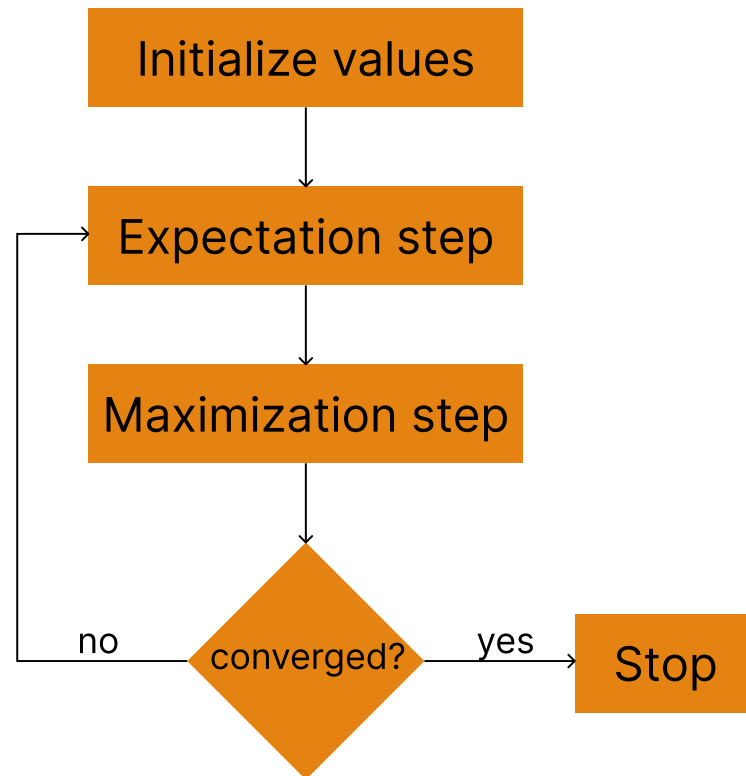 Initialize values
Expectation step
Maximization step
converged?
no
yes
Stop